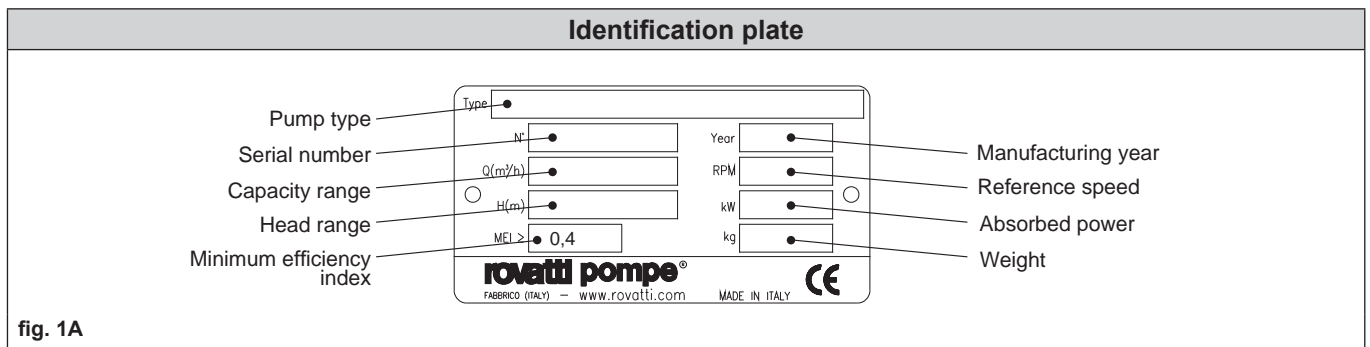 Identification plate
Pump type
Serial number
Capacity range
Head range
Minimum efficiency
index
Type
N°
Q(m³/h)
H(m)
MEI ≥ 0,4
Year
RPM
kW
kg
Manufacturing year
Reference speed
Absorbed power
Weight
rovatti pompe®
FABBRICO (ITALY) – www.rovatti.com MADE IN ITALY CE
fig. 1A